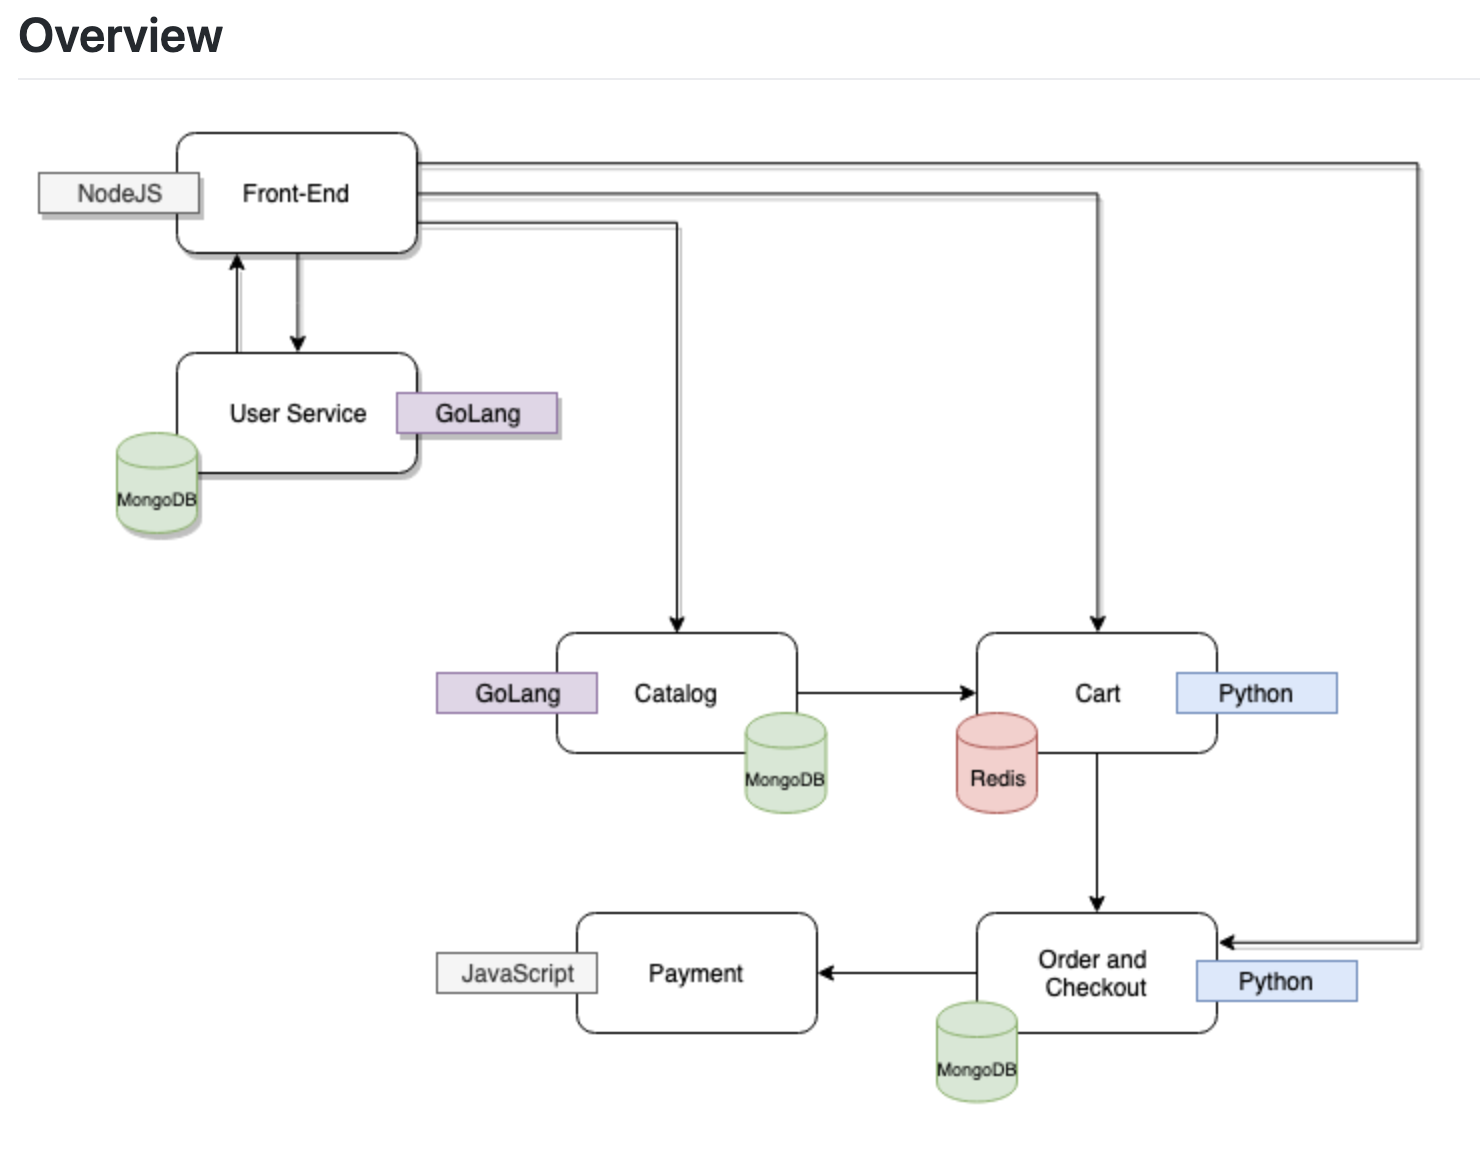 Overview
NodeJS
Front-End
User Service
GoLang
MongoDB
GoLang
Catalog
MongoDB
Cart
Python
Redis
JavaScript
Payment
Order and
Checkout
Python
MongoDB